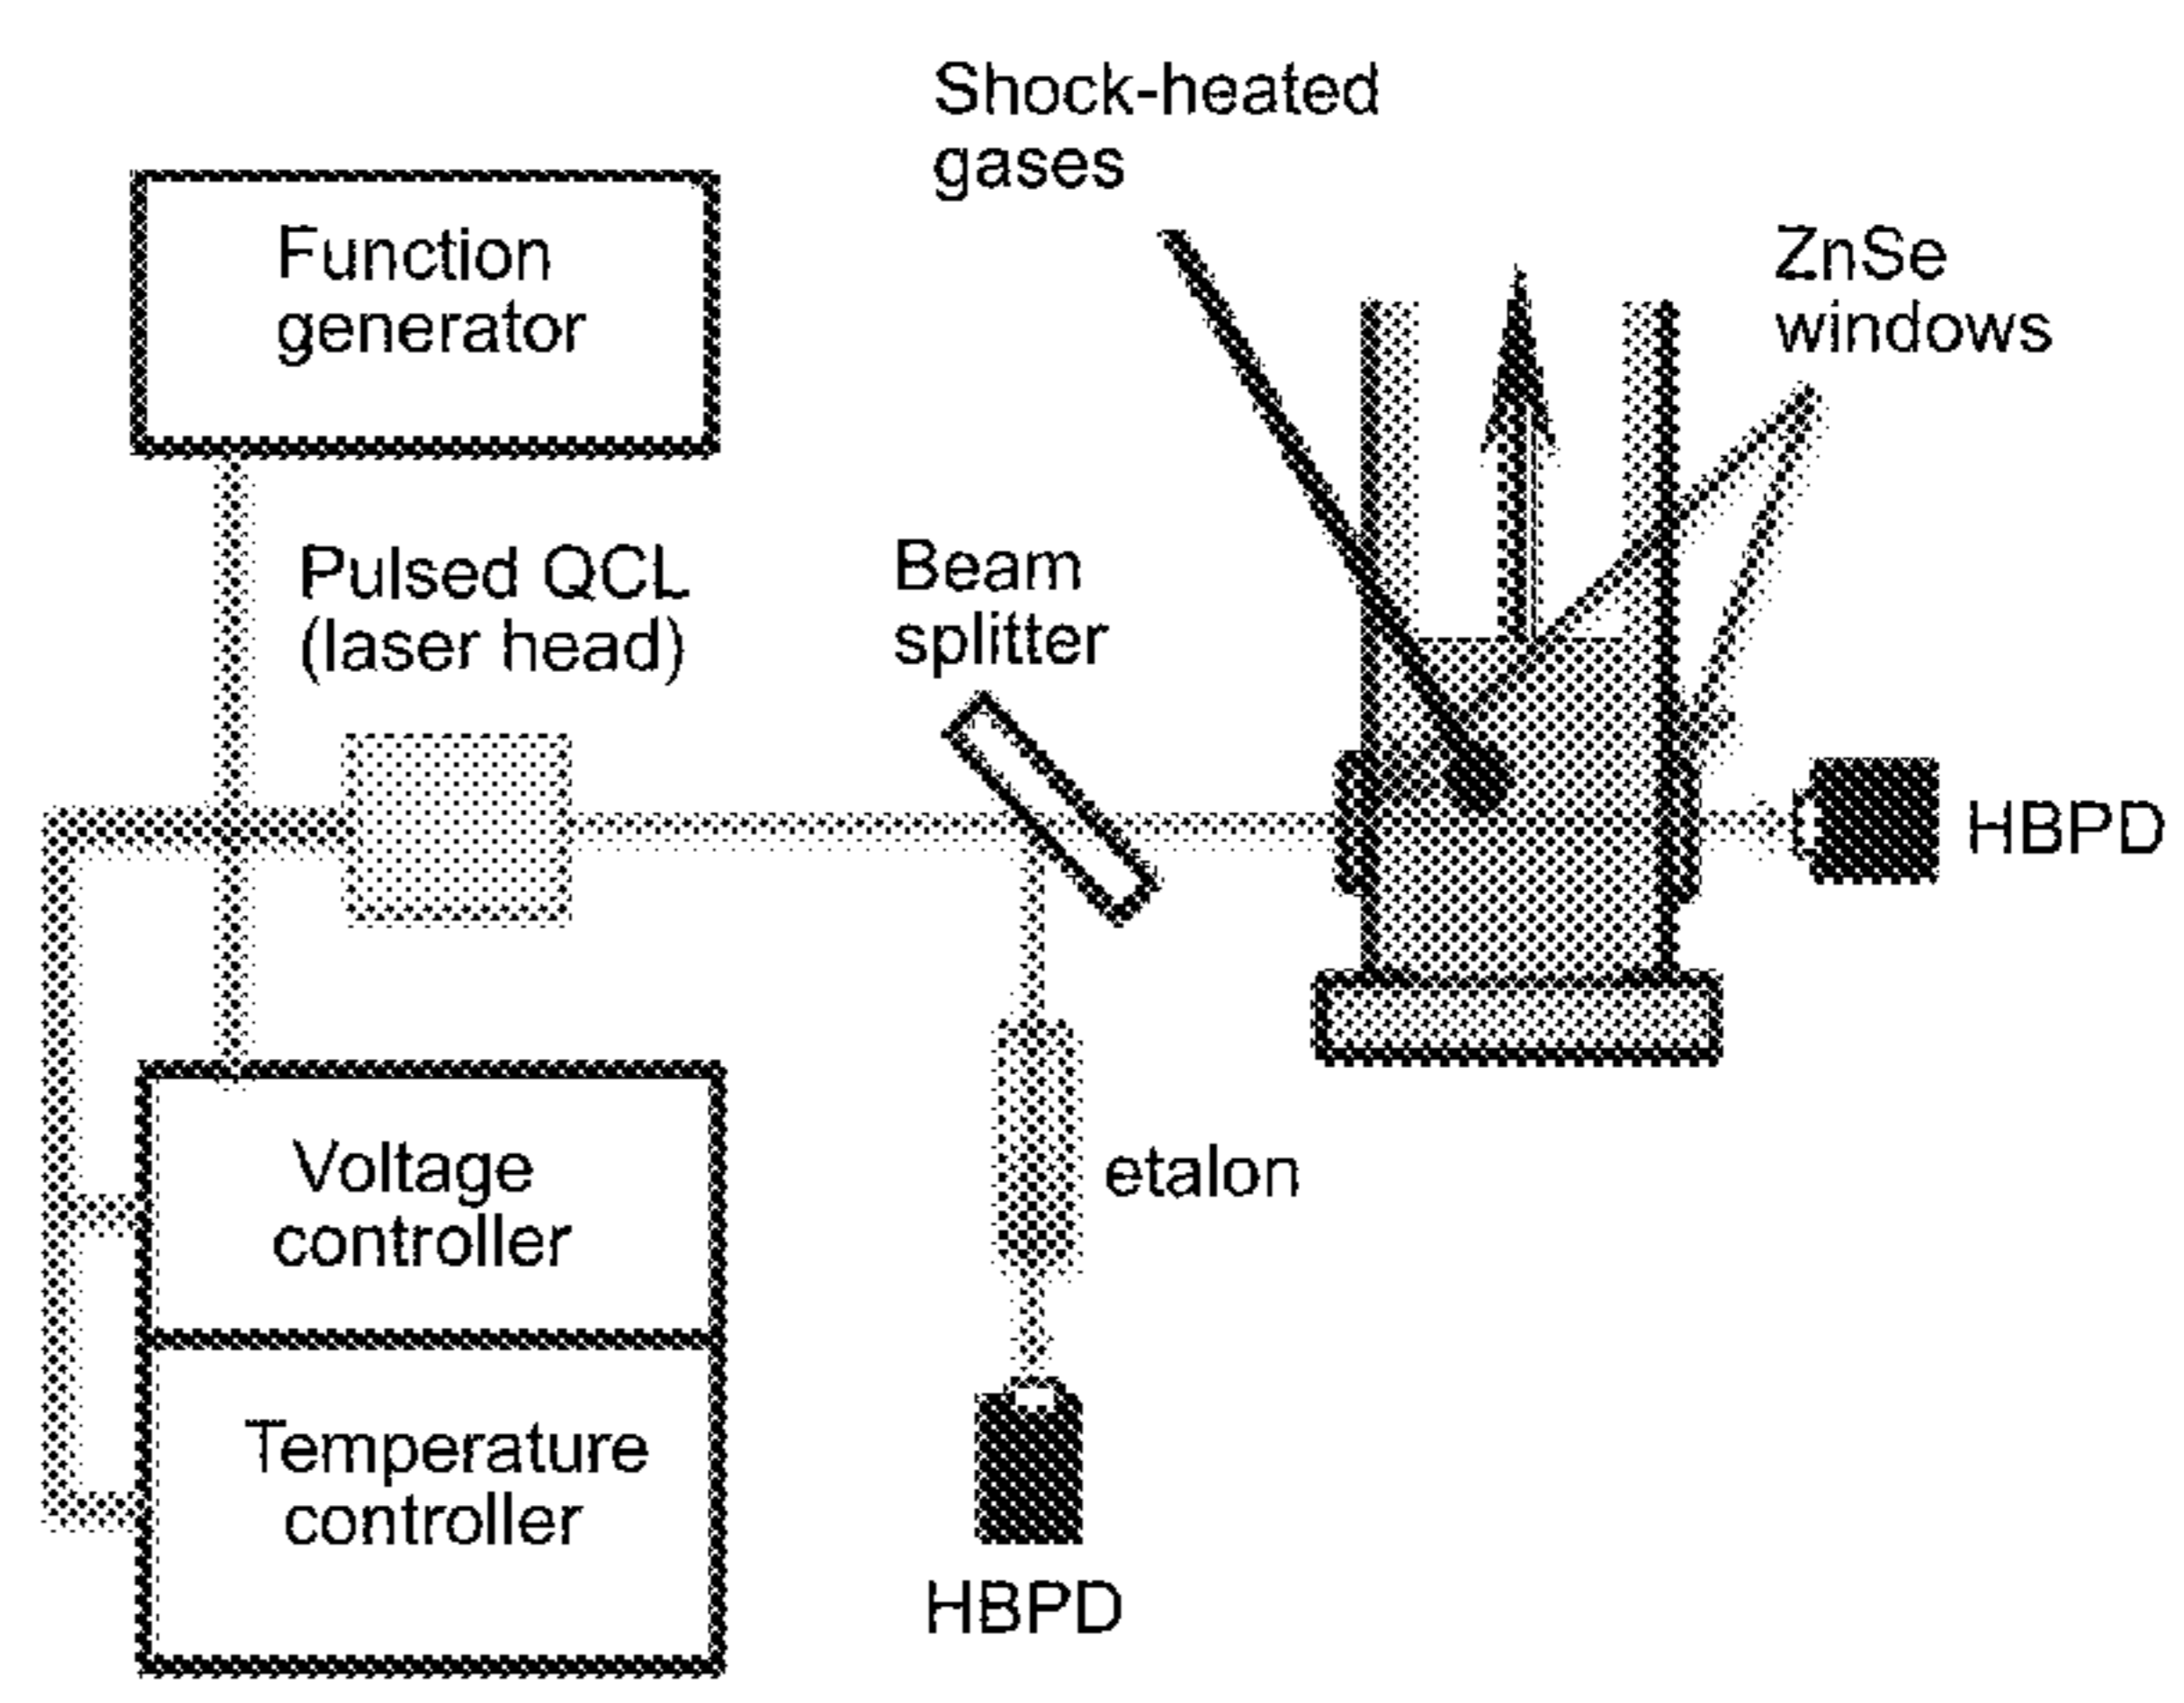 Shock-heated
gases
Function
generator
ZnSe
windows
Pulsed QCL
(laser head)
Beam
splitter
HBPD
Voltage
controller
etalon
Temperature
controller
HBPD